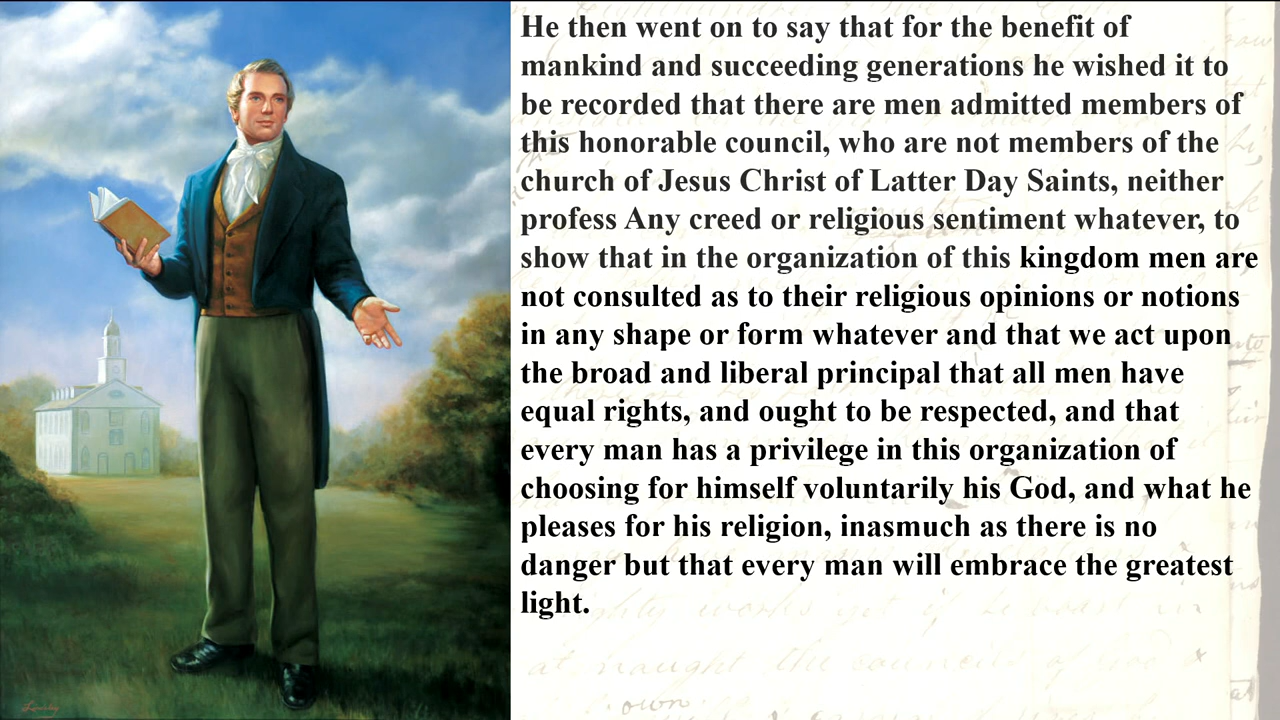 He then went on to say that for the benefit of
mankind and succeeding generations he wished it to
be recorded that there are men admitted members of
this honorable council, who are not members of the
church of Jesus Christ of Latter Day Saints, neither
profess Any creed or religious sentiment whatever, to
show that in the organization of this kingdom men are
not consulted as to their religious opinions or notions
in any shape or form whatever and that we act upon
the broad and liberal principal that all men have
equal rights, and ought to be respected, and that
every man has a privilege in this organization of
choosing for himself voluntarily his God, and what he
pleases for his religion, inasmuch as there is no
danger but that every man will embrace the greatest
light.
at naught the councils of God
own